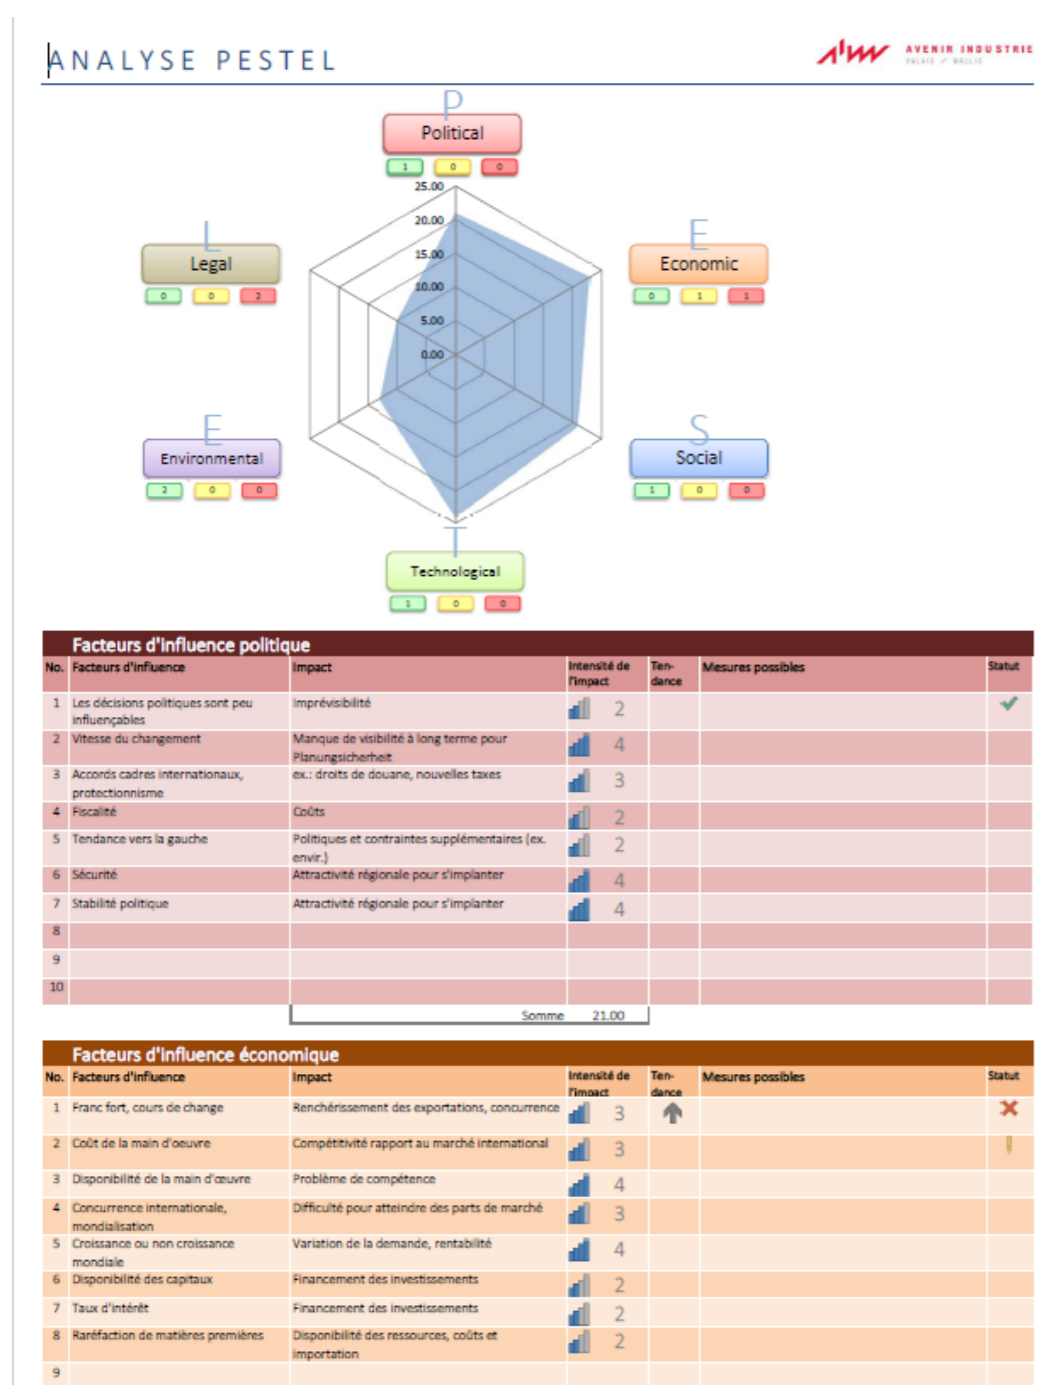 ANALYSE PESTEL
AVENIR INDUSTRIE
VALAIS / WALLIS
P
Political
1 0 0
25.00
20.00
15.00
10.00
5.00
0.00
L
Legal
0 0 2
E
Economic
0 1 1
E
Environmental
2 0 0
S
Social
1 0 0
T
Technological
1 0 0
Facteurs d'influence politique
No. Facteurs d'influence Impact Intensité de l'impact Ten-dance Mesures possibles Statut
1 Les décisions politiques sont peu influençables Imprévisibilité 2
2 Vitesse du changement Manque de visibilité à long terme pour Planungsicherheit 4
3 Accords cadres internationaux, protectionnisme ex.: droits de douane, nouvelles taxes 3
4 Fiscalité Coûts 2
5 Tendance vers la gauche Politiques et contraintes supplémentaires (ex. envir.) 2
6 Sécurité Attractivité régionale pour s'implanter 4
7 Stabilité politique Attractivité régionale pour s'implanter 4
8
9
10
Somme 21.00
Facteurs d'influence économique
No. Facteurs d'influence Impact Intensité de l'impact Ten-dance Mesures possibles Statut
1 Franc fort, cours de change Renchérissement des exportations, concurrence 3
2 Coût de la main d'oeuvre Compétitivité rapport au marché international 3
3 Disponibilité de la main d'œuvre Problème de compétence 4
4 Concurrence internationale, mondialisation Difficulté pour atteindre des parts de marché 3
5 Croissance ou non croissance mondiale Variation de la demande, rentabilité 4
6 Disponibilité des capitaux Financement des investissements 2
7 Taux d'intérêt Financement des investissements 2
8 Raréfaction de matières premières Disponibilité des ressources, coûts et importation 2
9